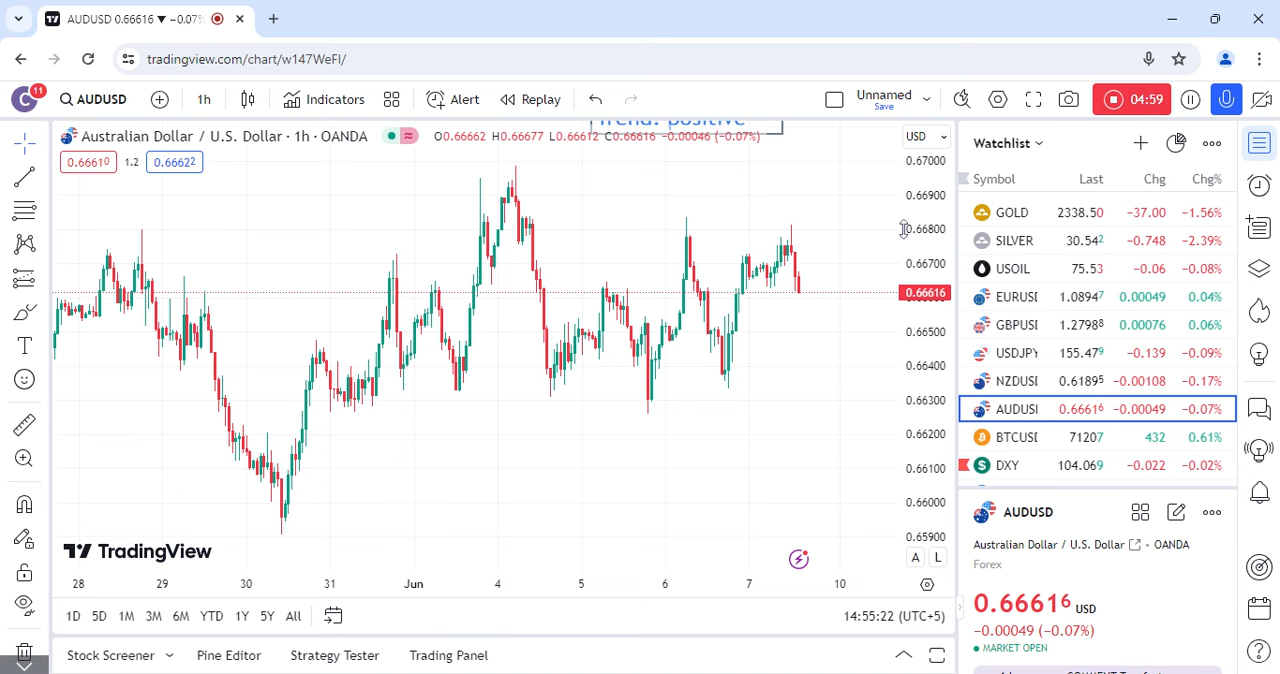 AUDUSD 0.66616 ▼ −0.07%
tradingview.com/chart/w147WeFI/
C 11 AUDUSD 1h Indicators Alert Replay Unnamed 04:59
Save
Trend: positive
Australian Dollar / U.S. Dollar · 1h · OANDA O0.66662 H0.66677 L0.66612 C0.66616 −0.00046 (−0.07%) USD
0.66610 1.2 0.66622
0.67000
0.66900
0.66800
0.66700
0.66616
0.66500
0.66400
0.66300
0.66200
0.66100
0.66000
0.65900
TradingView
A L
28 29 30 31 Jun 4 5 6 7 10
1D 5D 1M 3M 6M YTD 1Y 5Y All 14:55:22 (UTC+5)
Stock Screener Pine Editor Strategy Tester Trading Panel
Watchlist
Symbol Last Chg Chg%
GOLD 2338.50 −37.00 −1.56%
SILVER 30.542 −0.748 −2.39%
USOIL 75.53 −0.06 −0.08%
EURUSI 1.08947 0.00049 0.04%
GBPUSI 1.27988 0.00076 0.06%
USDJPY 155.479 −0.139 −0.09%
NZDUSI 0.61895 −0.00108 −0.17%
AUDUSI 0.66616 −0.00049 −0.07%
BTCUSI 71207 432 0.61%
DXY 104.069 −0.022 −0.02%
AUDUSD
Australian Dollar / U.S. Dollar · OANDA
Forex
0.66616 USD
−0.00049 (−0.07%)
MARKET OPEN